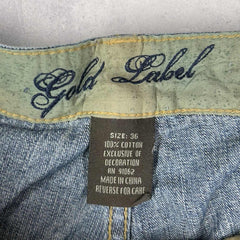 Gold Label
SIZE: 36
100% COTTON
EXCLUSIVE OF
DECORATION
RN 91062
MADE IN CHINA
REVERSE FOR CARE